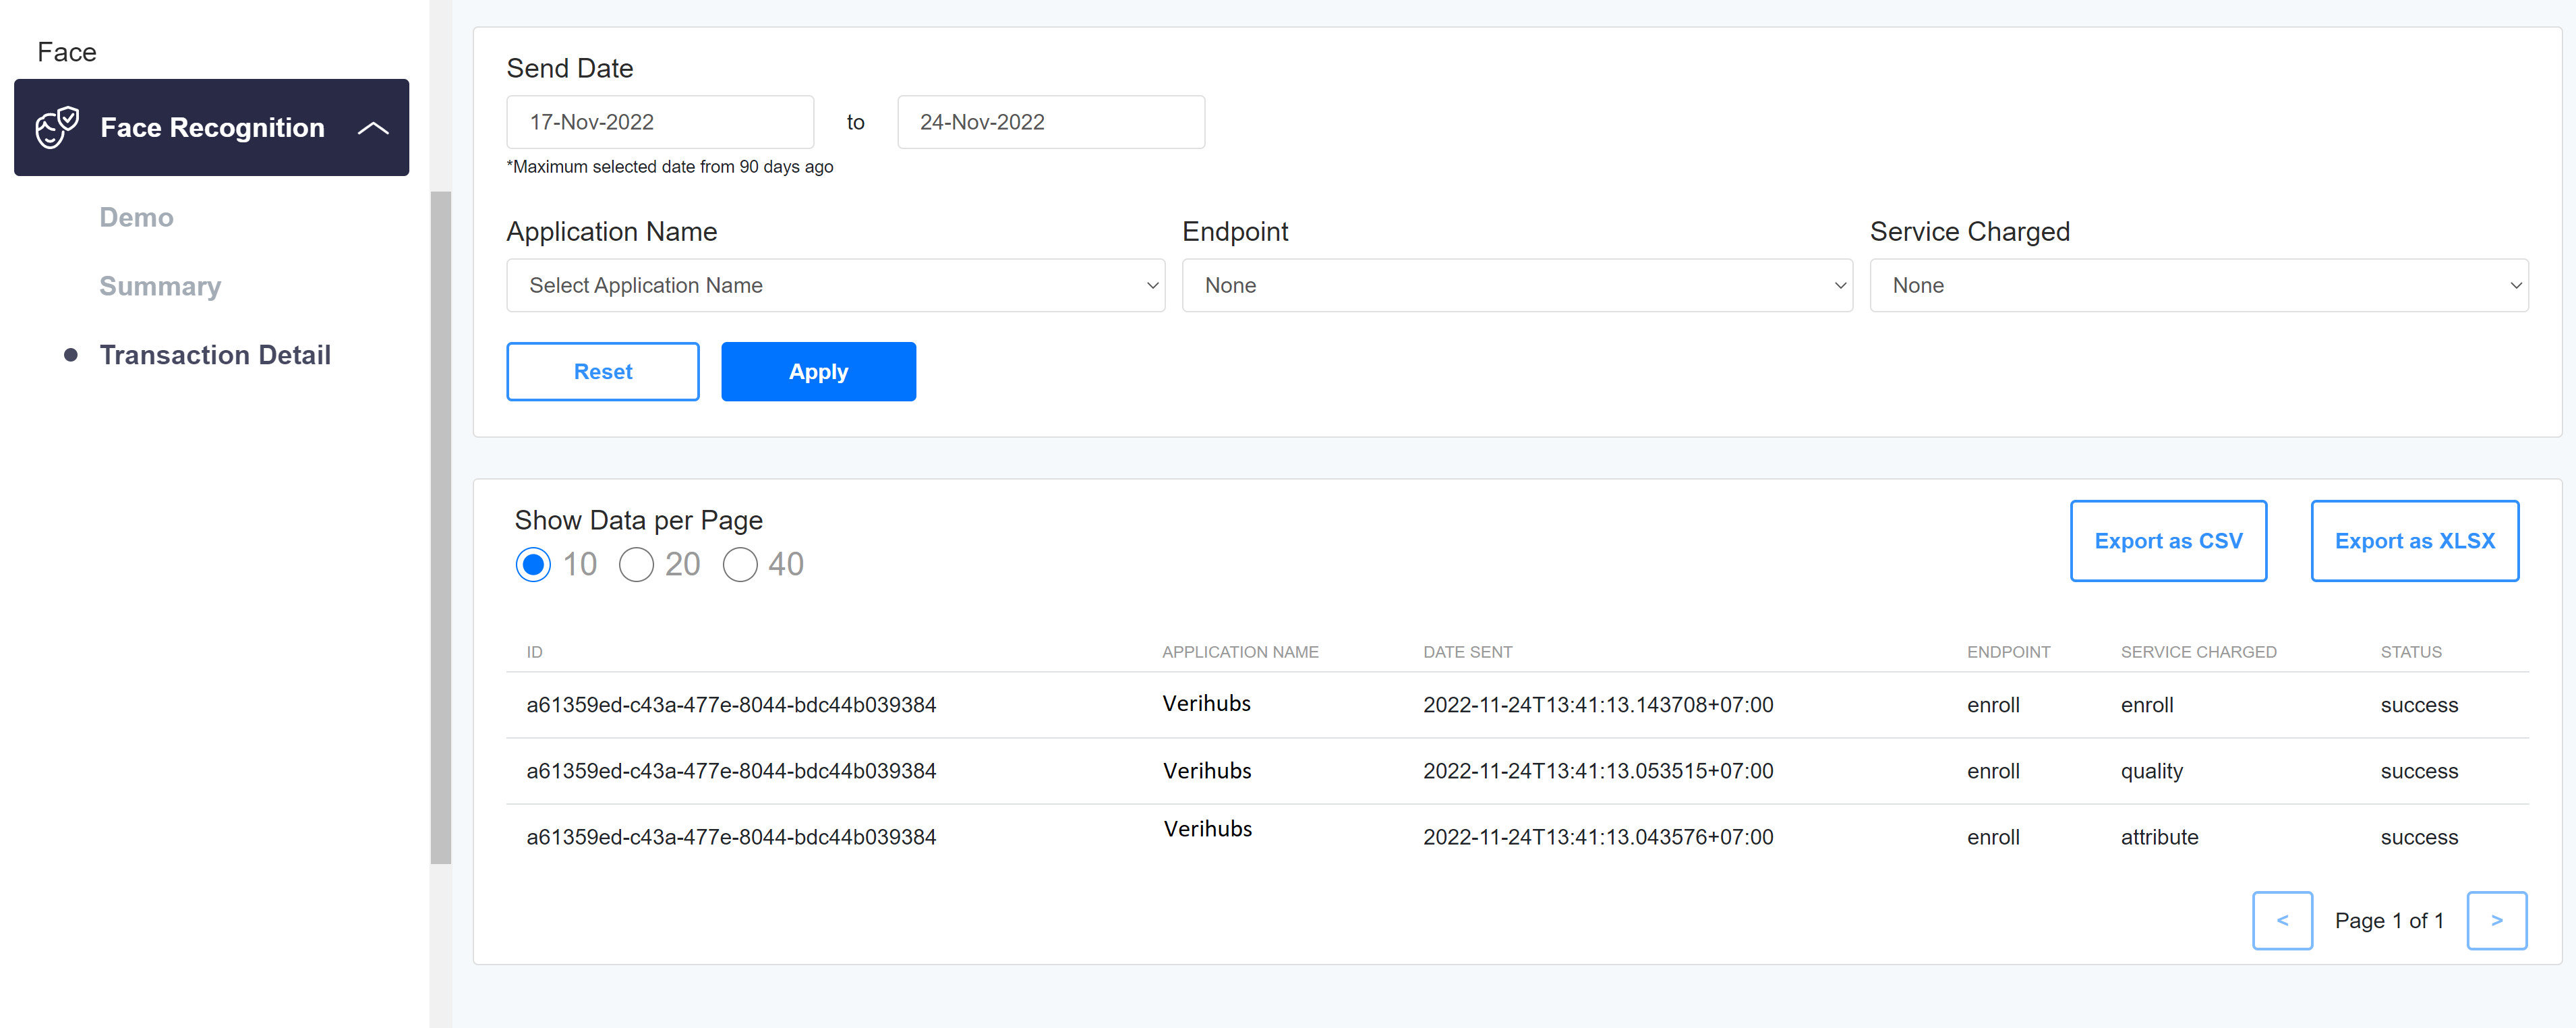 Face
Face Recognition
Demo
Summary
Transaction Detail
Send Date
17-Nov-2022 to 24-Nov-2022
*Maximum selected date from 90 days ago
Application Name Endpoint Service Charged
Select Application Name None None
Reset Apply
Show Data per Page
10 20 40
Export as CSV Export as XLSX
ID APPLICATION NAME DATE SENT ENDPOINT SERVICE CHARGED STATUS
a61359ed-c43a-477e-8044-bdc44b039384 Verihubs 2022-11-24T13:41:13.143708+07:00 enroll enroll success
a61359ed-c43a-477e-8044-bdc44b039384 Verihubs 2022-11-24T13:41:13.053515+07:00 enroll quality success
a61359ed-c43a-477e-8044-bdc44b039384 Verihubs 2022-11-24T13:41:13.043576+07:00 enroll attribute success
< Page 1 of 1 >